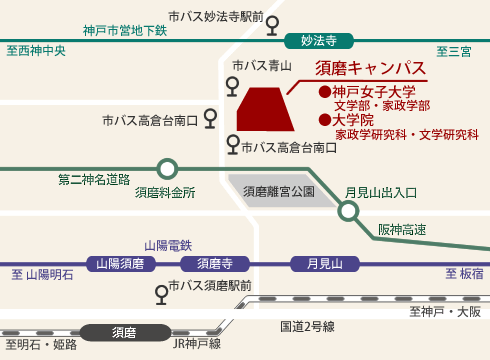 市バス妙法寺駅前
神戸市営地下鉄
妙法寺
至西神中央
至三宮
市バス青山
須磨キャンパス
●神戸女子大学
文学部・家政学部
●大学院
家政学研究科・文学研究科
市バス高倉台南口
市バス高倉台南口
第二神名道路
須磨料金所
須磨離宮公園
月見山出入口
阪神高速
山陽電鉄
山陽須磨
須磨寺
月見山
至 山陽明石
至 板宿
市バス須磨駅前
至神戸・大阪
国道2号線
須磨
至明石・姫路
JR神戸線